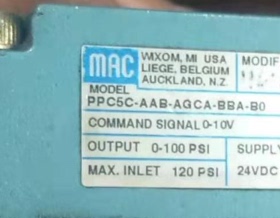 MAC
WIXOM, MI USA
LIEGE, BELGIUM
AUCKLAND, N.Z.
MODIF
MODEL
PPC5C-AAB-AGCA-BBA-B0
COMMAND SIGNAL 0-10V
OUTPUT 0-100 PSI
SUPPLY
MAX. INLET 120 PSI
24VDC